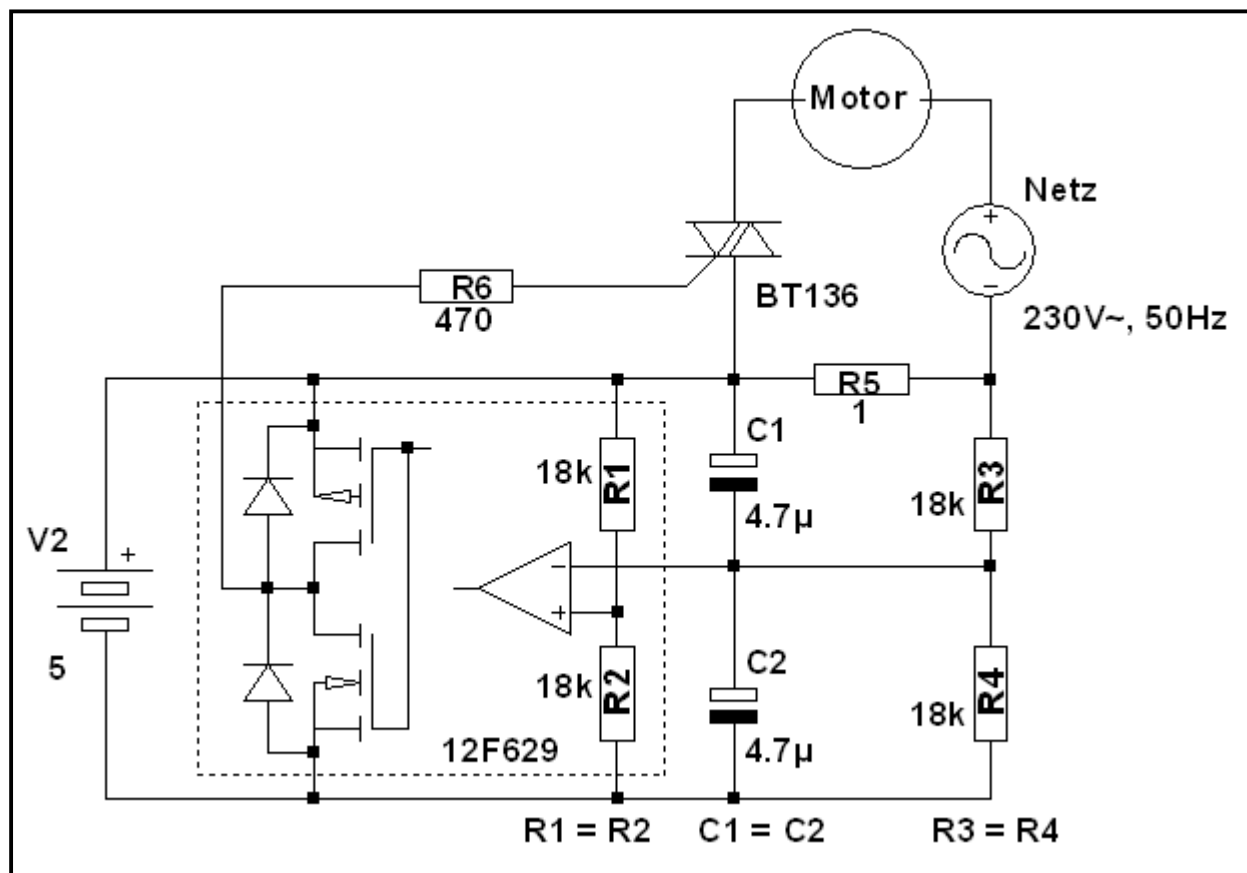 Motor
Netz
+
−
230V~, 50Hz
BT136
R6
470
R5
1
C1
4.7µ
18k
R1
18k
R3
V2
+
5
−
+
C2
4.7µ
18k
R2
18k
R4
12F629
R1 = R2
C1 = C2
R3 = R4